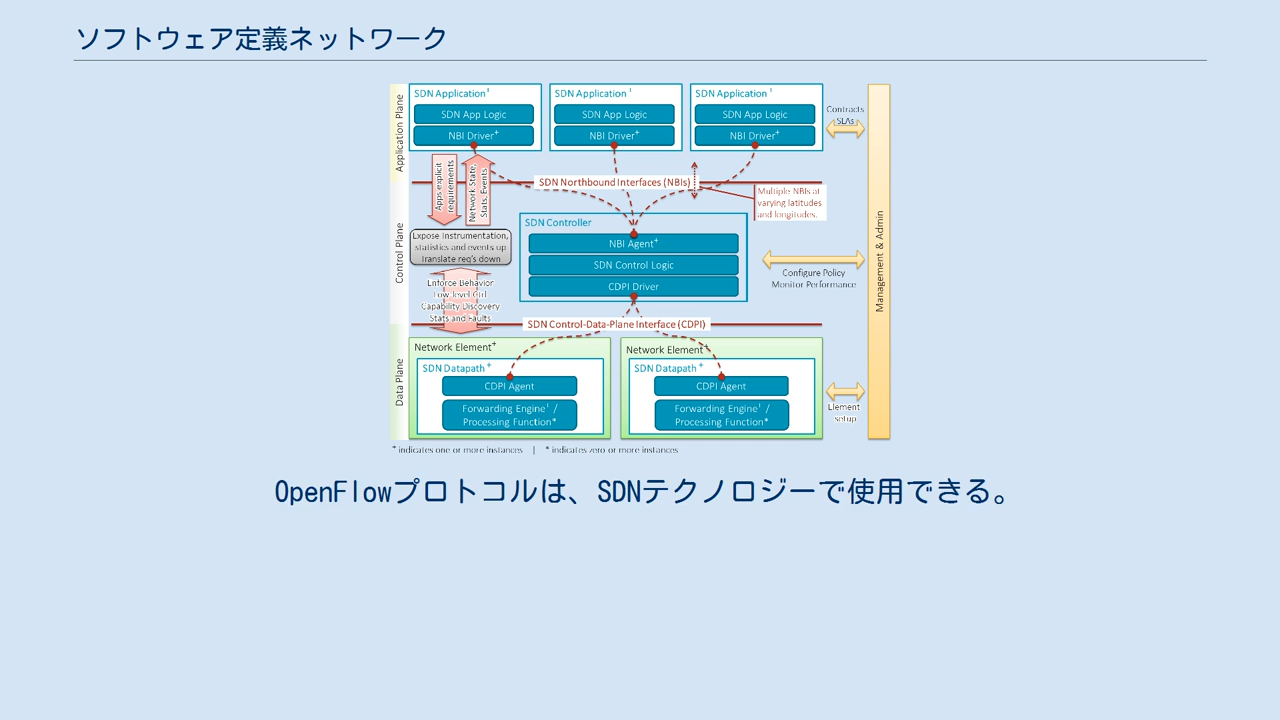 ソフトウェア定義ネットワーク
Application Plane
SDN Application⁺
SDN App Logic
NBI Driver⁺
SDN Application⁺
SDN App Logic
NBI Driver⁺
SDN Application⁺
SDN App Logic
NBI Driver⁺
Contracts
SLAs
Apps explicit
requirements
Network State,
Stats, Events
SDN Northbound Interfaces (NBIs)
Multiple NBIs at
varying latitudes
and longitudes.
Control Plane
Expose Instrumentation,
statistics and events up
Translate req's down
SDN Controller
NBI Agent⁺
SDN Control Logic
CDPI Driver
Configure Policy
Monitor Performance
Management & Admin
Enforce Behavior
Low-level Ctrl
Capability Discovery
Stats and Faults
SDN Control-Data-Plane Interface (CDPI)
Data Plane
Network Element⁺
SDN Datapath⁺
CDPI Agent
Forwarding Engine⁺ /
Processing Function*
Network Element⁺
SDN Datapath⁺
CDPI Agent
Forwarding Engine⁺ /
Processing Function*
Element
setup
⁺ indicates one or more instances | * indicates zero or more instances
OpenFlowプロトコルは、SDNテクノロジーで使用できる。